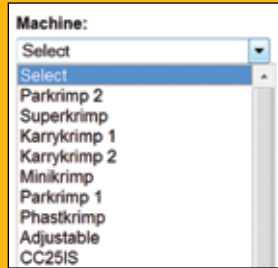 Machine:
Select
Select
Parkrimp 2
Superkrimp
Karrykrimp 1
Karrykrimp 2
Minikrimp
Parkrimp 1
Phastkrimp
Adjustable
CC25IS